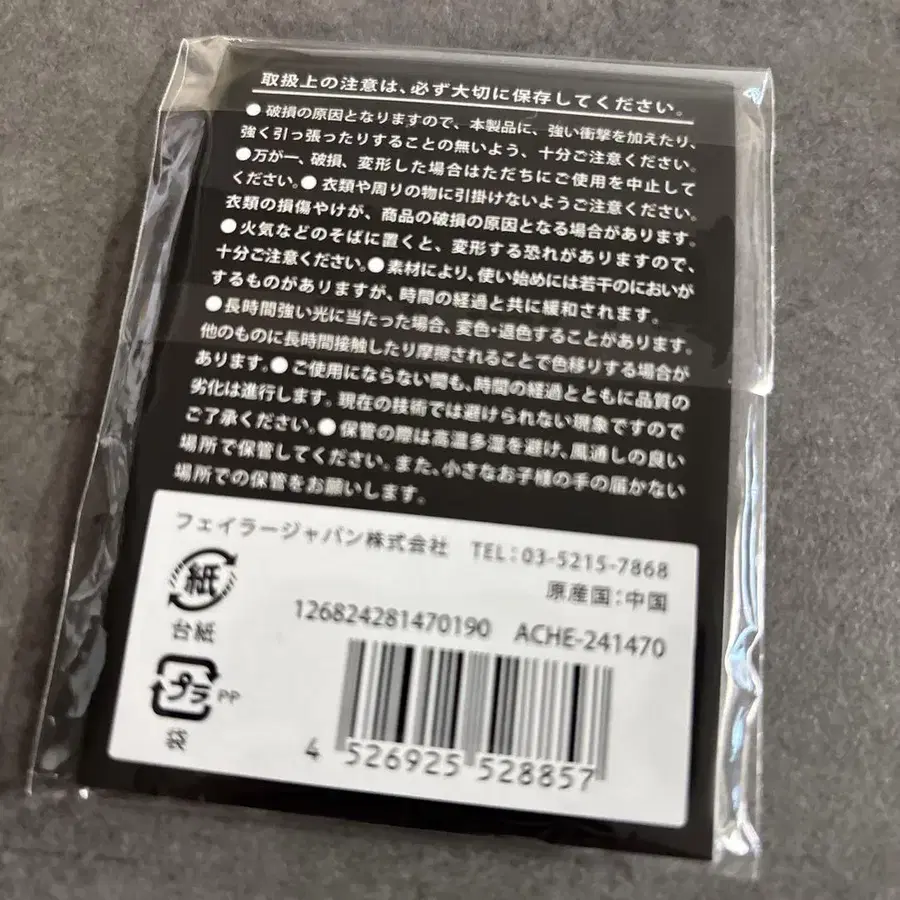 取扱上の注意は、必ず大切に保存してください。
●破損の原因となりますので、本製品に、強い衝撃を加えたり、
強く引っ張ったりすることの無いよう、十分ご注意ください。
●万が一、破損、変形した場合はただちにご使用を中止して
ください。●衣類や周りの物に引掛けないようご注意ください。
衣類の損傷やけが、商品の破損の原因となる場合があります。
●火気などのそばに置くと、変形する恐れがありますので、
十分ご注意ください。●素材により、使い始めには若干のにおいが
するものがありますが、時間の経過と共に緩和されます。
●長時間強い光に当たった場合、変色・退色することがあります。
他のものに長時間接触したり摩擦されることで色移りする場合が
あります。●ご使用にならない間も、時間の経過とともに品質の
劣化は進行します。現在の技術では避けられない現象ですので
ご了承ください。●保管の際は高温多湿を避け、風通しの良い
場所で保管してください。また、小さなお子様の手の届かない
場所での保管をお願いします。
フェイラージャパン株式会社 TEL:03-5215-7868
原産国:中国
紙
台紙
126824281470190 ACHE-241470
プラ PP
袋
4 526925 528857